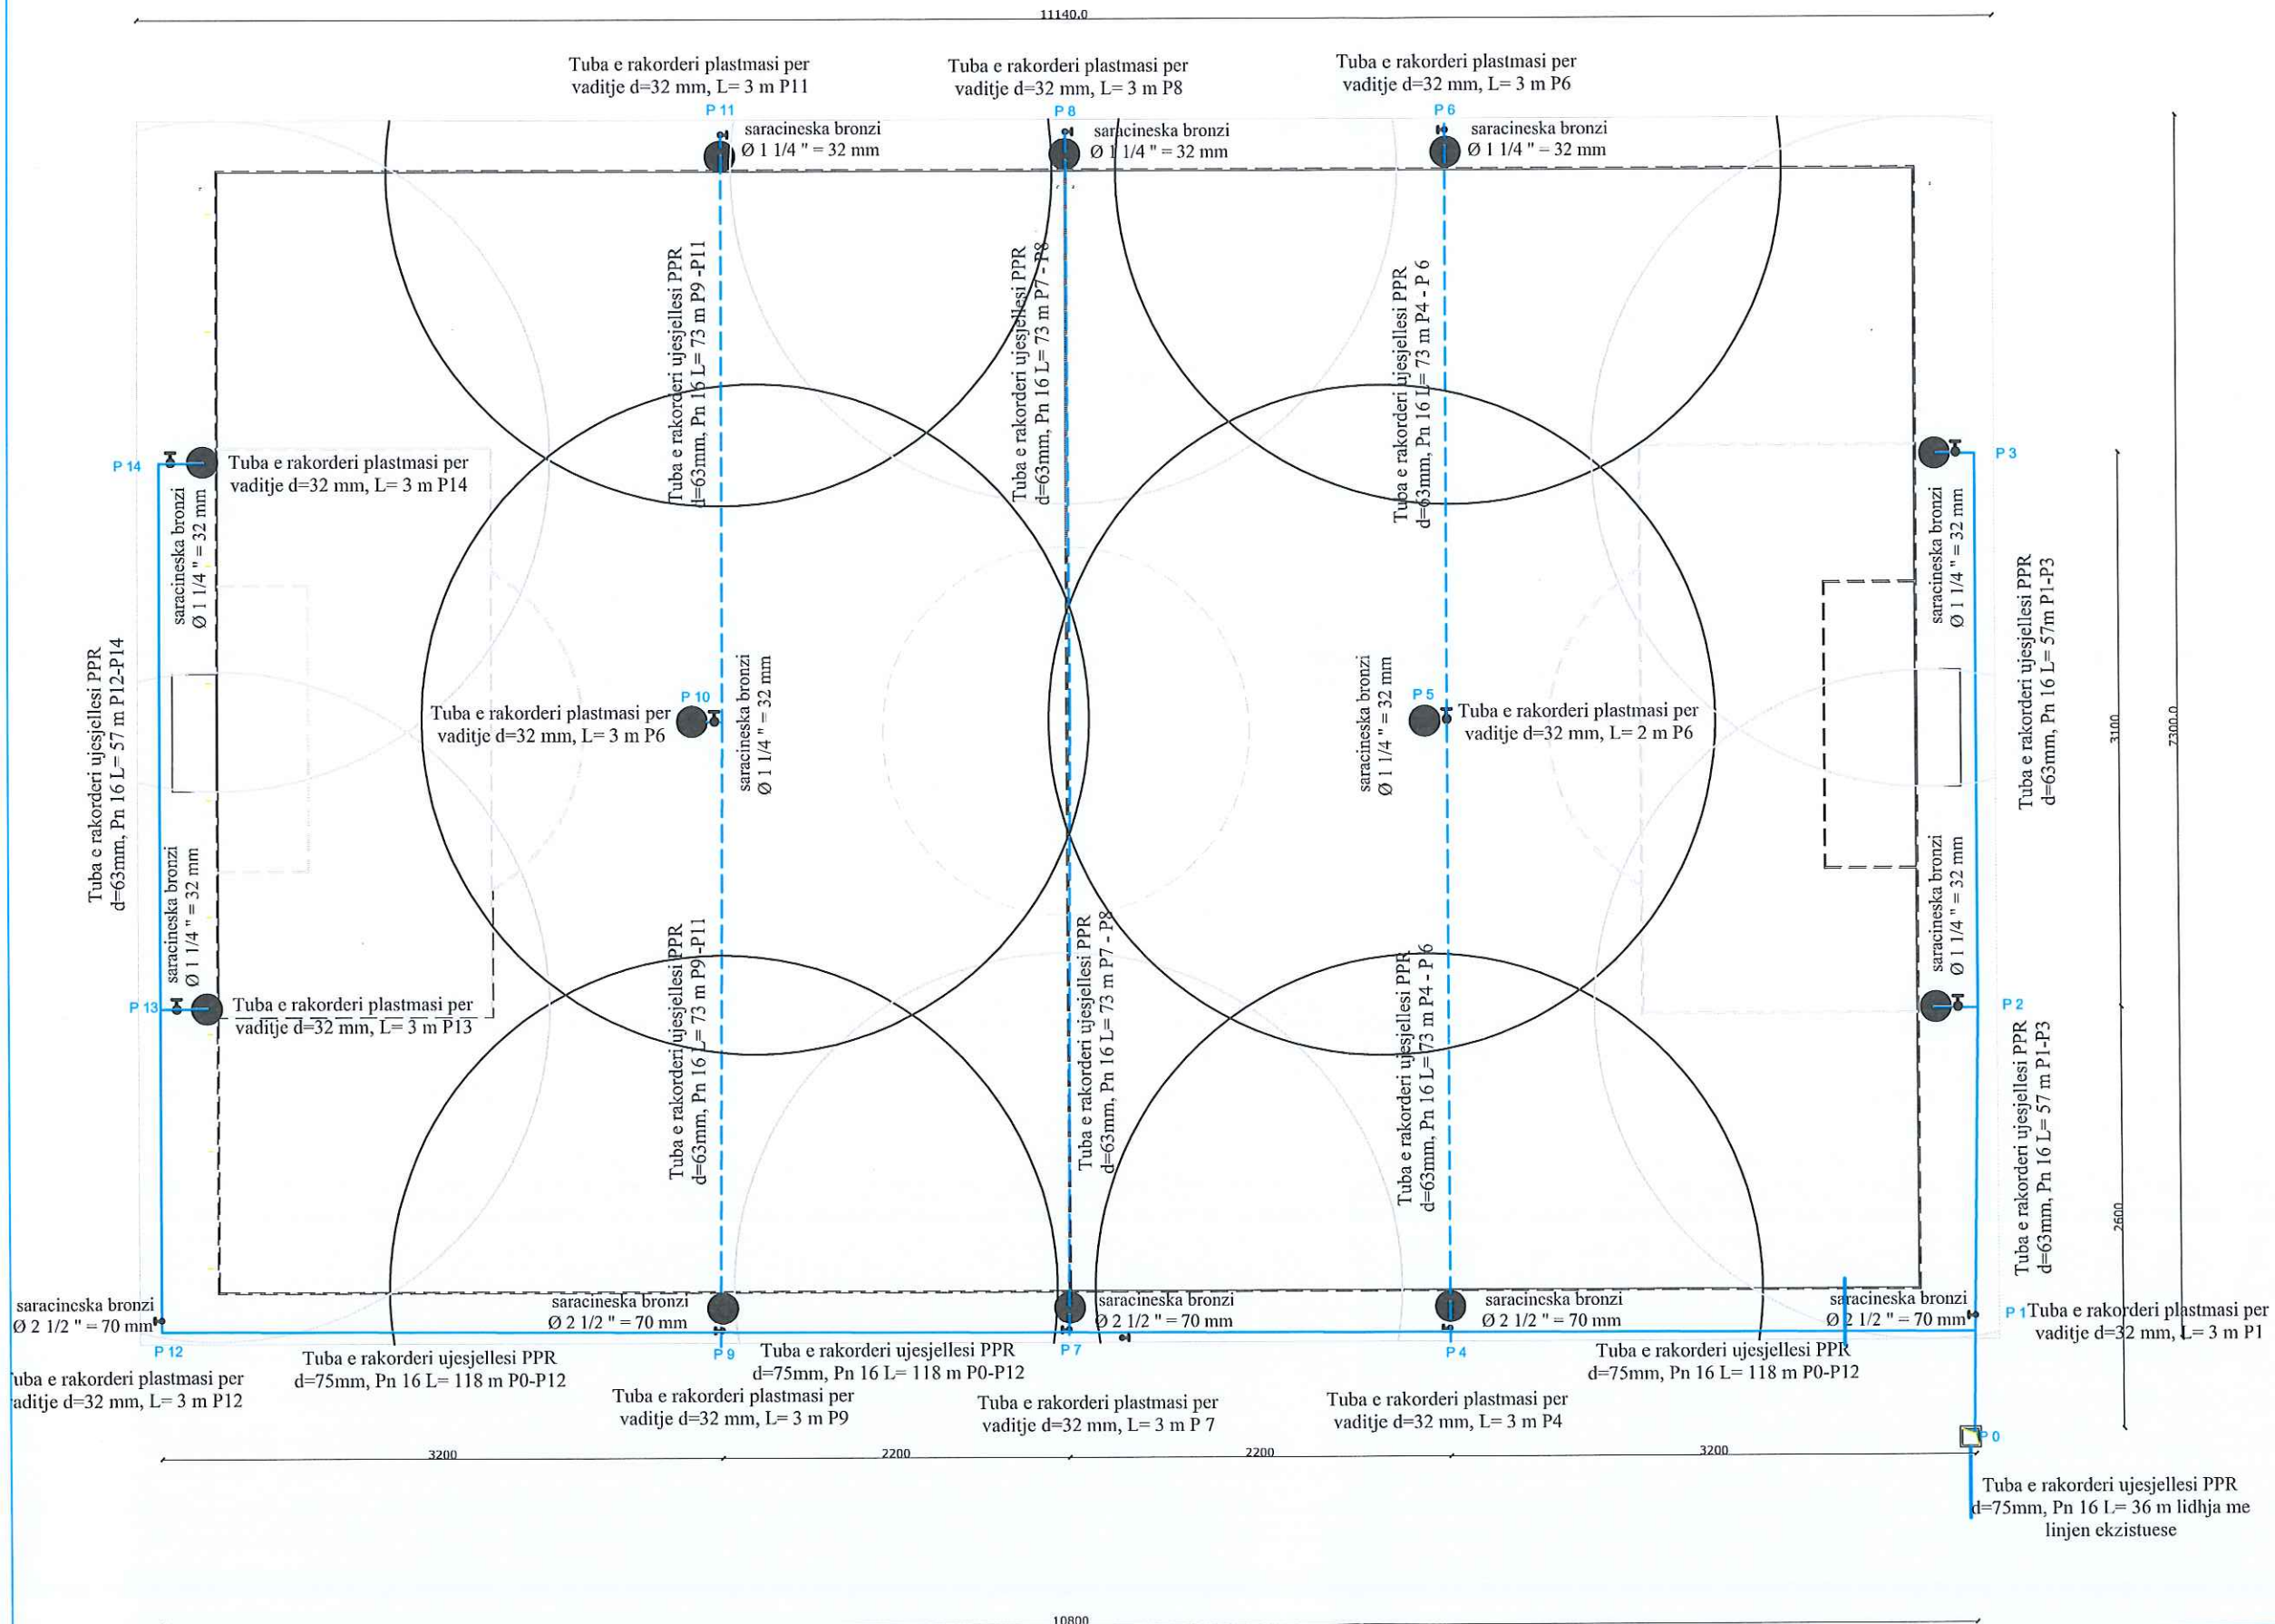 11140.0
Tuba e rakorderi plastmasi per
vaditje d=32 mm, L= 3 m P11
P 11
Tuba e rakorderi plastmasi per
vaditje d=32 mm, L= 3 m P8
P 8
Tuba e rakorderi plastmasi per
vaditje d=32 mm, L= 3 m P6
P 6
saracineska bronzi
Ø 1 1/4 " = 32 mm
saracineska bronzi
Ø 1 1/4 " = 32 mm
saracineska bronzi
Ø 1 1/4 " = 32 mm
Tuba e rakorderi ujesjellesi PPR
d=63mm, Pn 16 L= 73 m P9 -P11
Tuba e rakorderi ujesjellesi PPR
d=63mm, Pn 16 L= 73 m P7 - P8
Tuba e rakorderi ujesjellesi PPR
d=63mm, Pn 16 L= 73 m P4 - P 6
P 14
Tuba e rakorderi plastmasi per
vaditje d=32 mm, L= 3 m P14
P 3
saracineska bronzi
Ø 1 1/4 " = 32 mm
saracineska bronzi
Ø 1 1/4 " = 32 mm
Tuba e rakorderi ujesjellesi PPR
d=63mm, Pn 16 L= 57m P1-P3
Tuba e rakorderi ujesjellesi PPR
d=63mm, Pn 16 L= 57 m P12-P14
P 10
Tuba e rakorderi plastmasi per
vaditje d=32 mm, L= 3 m P6
saracineska bronzi
Ø 1 1/4 " = 32 mm
saracineska bronzi
Ø 1 1/4 " = 32 mm
P 5
Tuba e rakorderi plastmasi per
vaditje d=32 mm, L= 2 m P6
3100
7300.0
saracineska bronzi
Ø 1 1/4 " = 32 mm
saracineska bronzi
Ø 1 1/4 " = 32 mm
P 13
Tuba e rakorderi plastmasi per
vaditje d=32 mm, L= 3 m P13
P 2
Tuba e rakorderi ujesjellesi PPR
d=63mm, Pn 16 L= 73 m P9 -P11
Tuba e rakorderi ujesjellesi PPR
d=63mm, Pn 16 L= 73 m P7 - P8
Tuba e rakorderi ujesjellesi PPR
d=63mm, Pn 16 L= 73 m P4 - P 6
Tuba e rakorderi ujesjellesi PPR
d=63mm, Pn 16 L= 57 m P1-P3
2600
saracineska bronzi
Ø 2 1/2 " = 70 mm
saracineska bronzi
Ø 2 1/2 " = 70 mm
saracineska bronzi
Ø 2 1/2 " = 70 mm
saracineska bronzi
Ø 2 1/2 " = 70 mm
saracineska bronzi
Ø 2 1/2 " = 70 mm
P 1
Tuba e rakorderi plastmasi per
vaditje d=32 mm, L= 3 m P1
P 12
P 9
P 7
P 4
Tuba e rakorderi ujesjellesi PPR
d=75mm, Pn 16 L= 118 m P0-P12
Tuba e rakorderi ujesjellesi PPR
d=75mm, Pn 16 L= 118 m P0-P12
Tuba e rakorderi ujesjellesi PPR
d=75mm, Pn 16 L= 118 m P0-P12
uba e rakorderi plastmasi per
aditje d=32 mm, L= 3 m P12
Tuba e rakorderi plastmasi per
vaditje d=32 mm, L= 3 m P9
Tuba e rakorderi plastmasi per
vaditje d=32 mm, L= 3 m P 7
Tuba e rakorderi plastmasi per
vaditje d=32 mm, L= 3 m P4
P 0
3200
2200
2200
3200
Tuba e rakorderi ujesjellesi PPR
d=75mm, Pn 16 L= 36 m lidhja me
linjen ekzistuese
10800